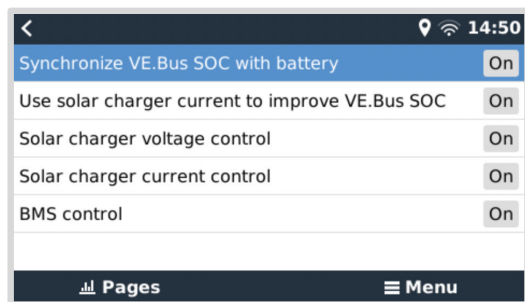 14:50
Synchronize VE.Bus SOC with battery On
Use solar charger current to improve VE.Bus SOC On
Solar charger voltage control On
Solar charger current control On
BMS control On
Pages Menu